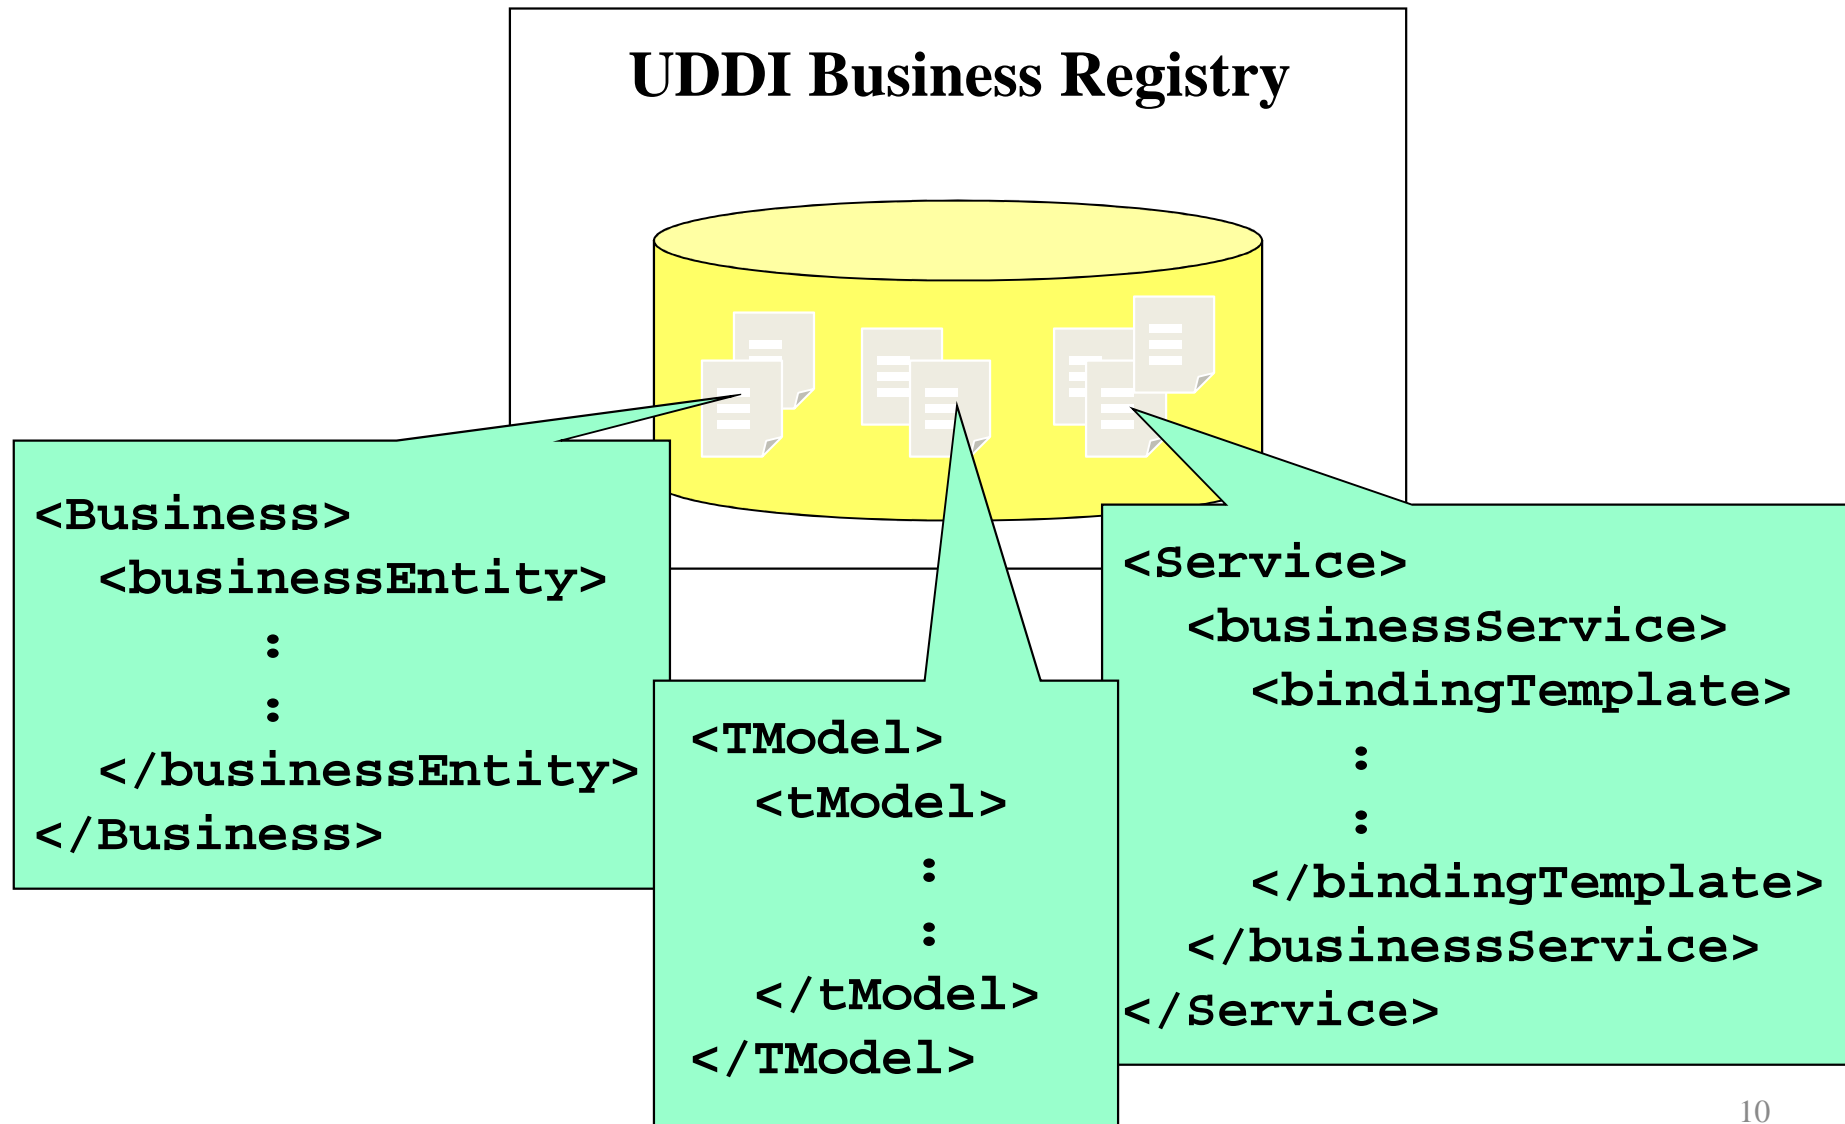 UDDI Business Registry
<Business>
<businessEntity>
:
:
</businessEntity>
</Business>
<TModel>
<tModel>
:
:
</tModel>
</TModel>
<Service>
<businessService>
<bindingTemplate>
:
:
</bindingTemplate>
</businessService>
</Service>
10